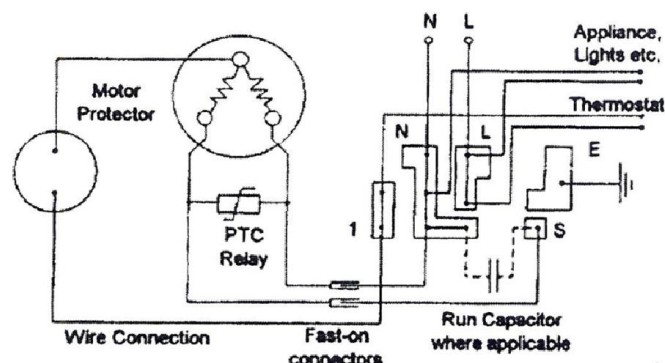 N L
Appliance,
Lights etc.
Motor
Protector
Thermostat
N L
E
1
S
PTC
Relay
Wire Connection
Fast-on
connectors
Run Capacitor
where applicable